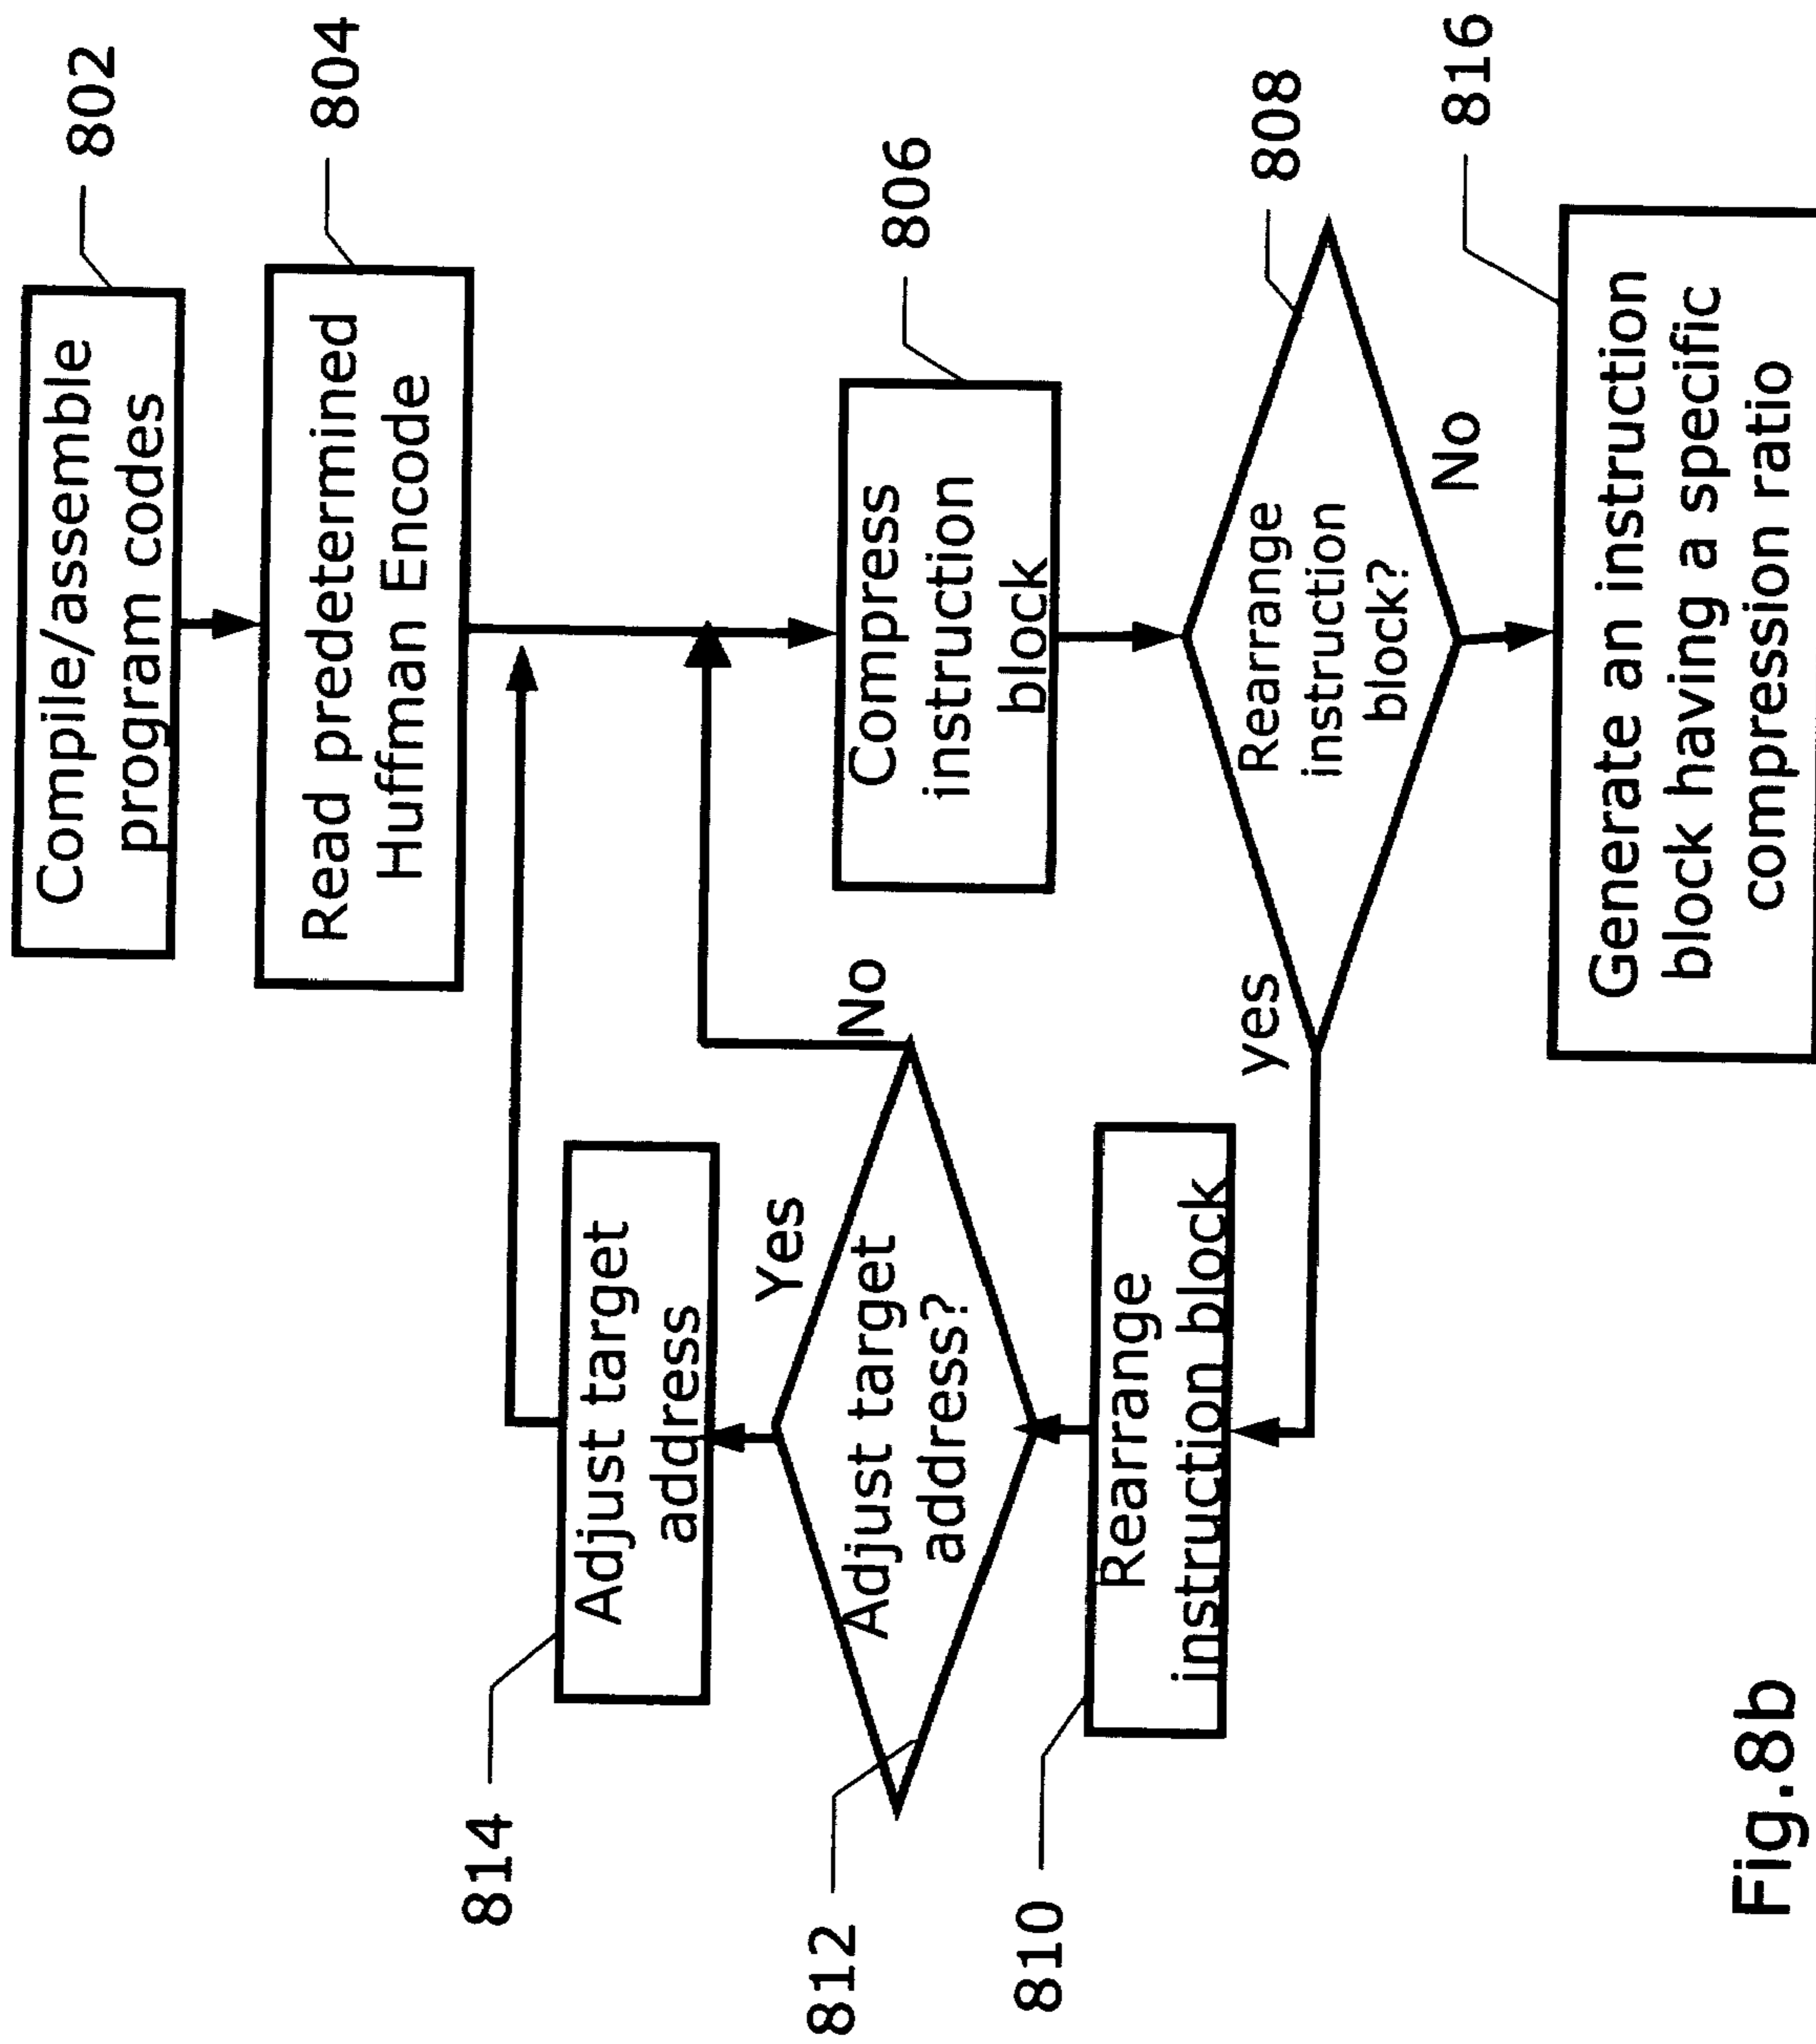 Compile/assemble
program codes
802
Read predetermined
Huffman Encode
804
Adjust target
address
814
Yes
No
Compress
instruction
block
806
Adjust target
address?
812
Rearrange
instruction block
810
yes
Rearrange
instruction
block?
808
No
Generate an instruction
block having a specific
compression ratio
816
Fig.8b